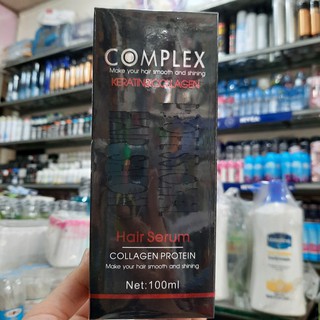 COMPLEX
Make your hair smooth and shining
KERATIN&COLLAGEN
Hair Serum
COLLAGEN PROTEIN
Make your hair smooth and shining
Net:100ml